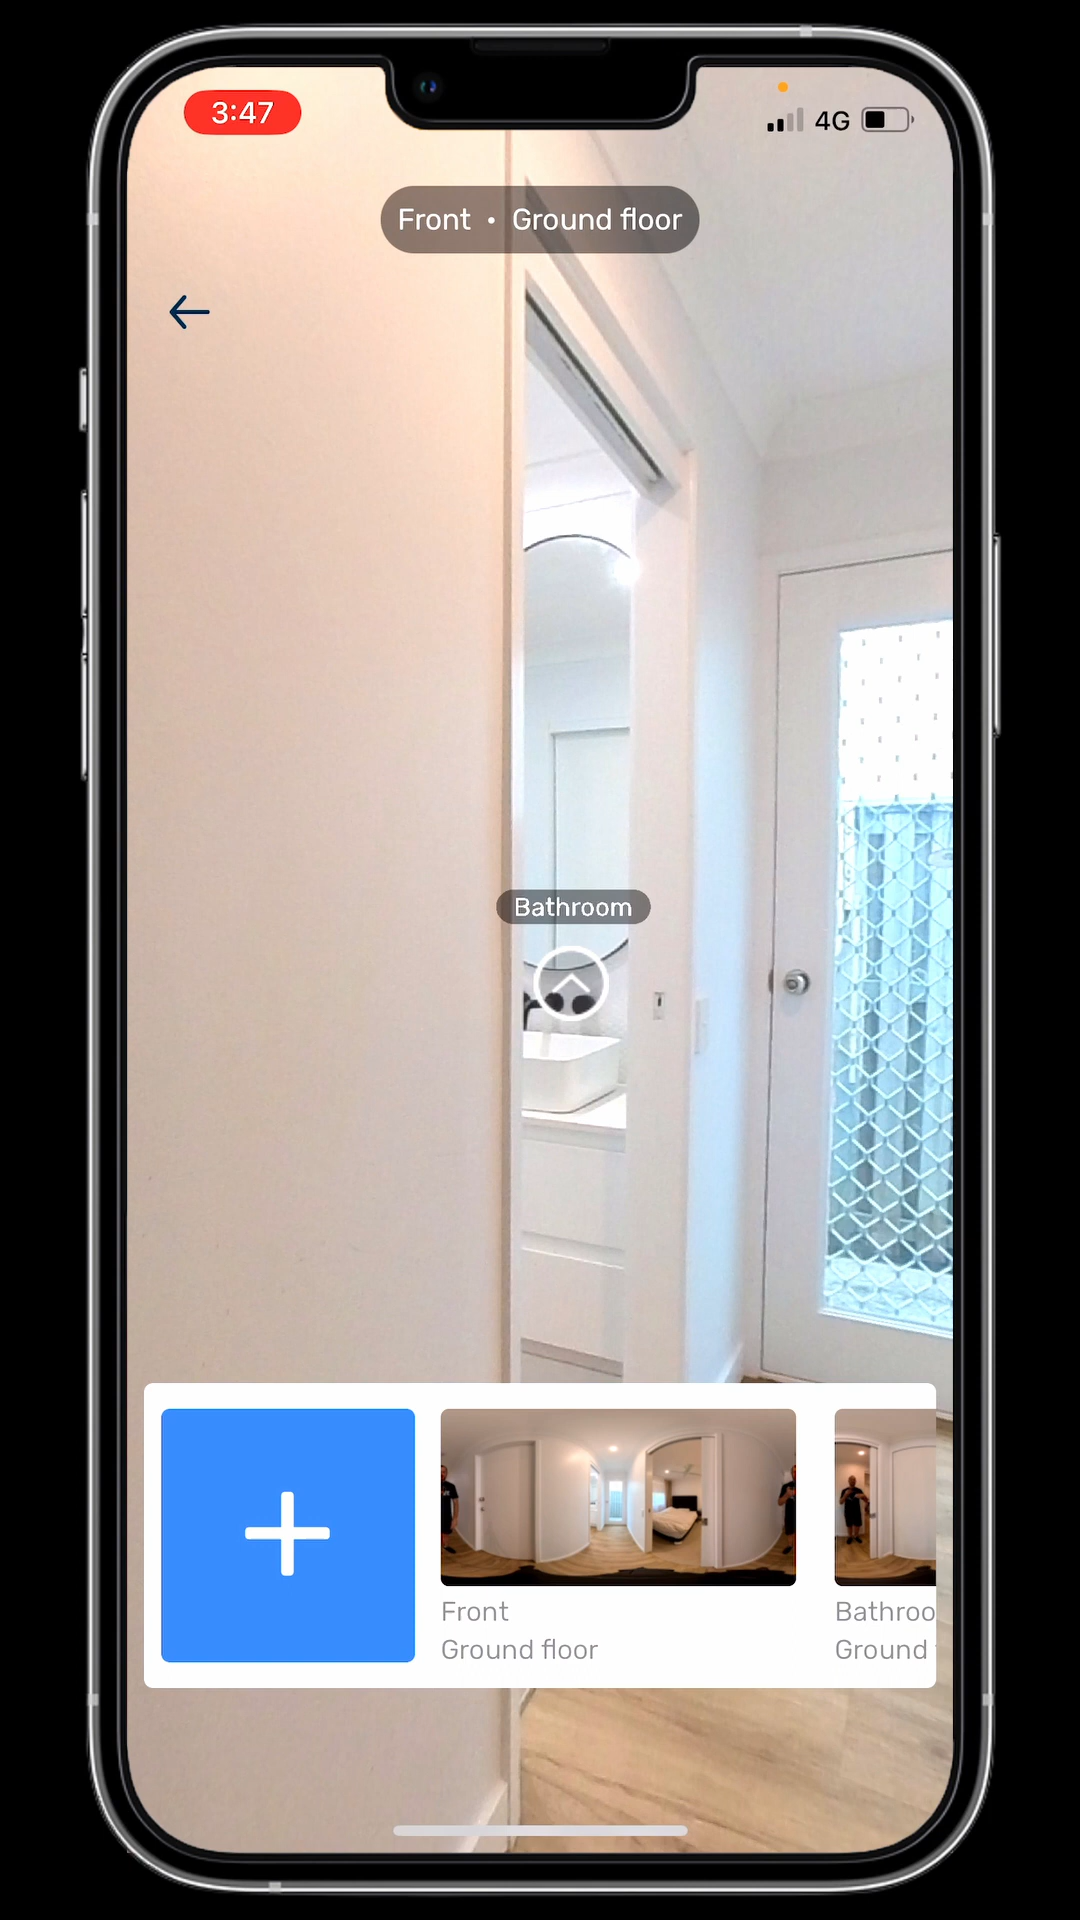 3:47
4G
Front • Ground floor
Bathroom
Front
Ground floor
Bathroo
Ground